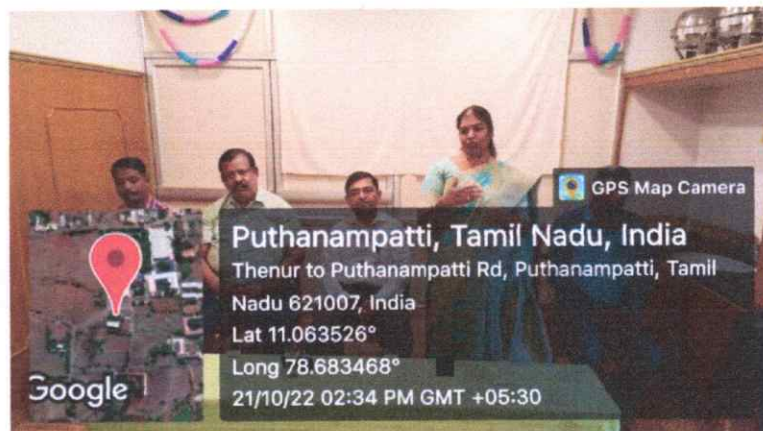 GPS Map Camera
Puthanampatti, Tamil Nadu, India
Thenur to Puthanampatti Rd, Puthanampatti, Tamil
Nadu 621007, India
Lat 11.063526°
Long 78.683468°
21/10/22 02:34 PM GMT +05:30
Google